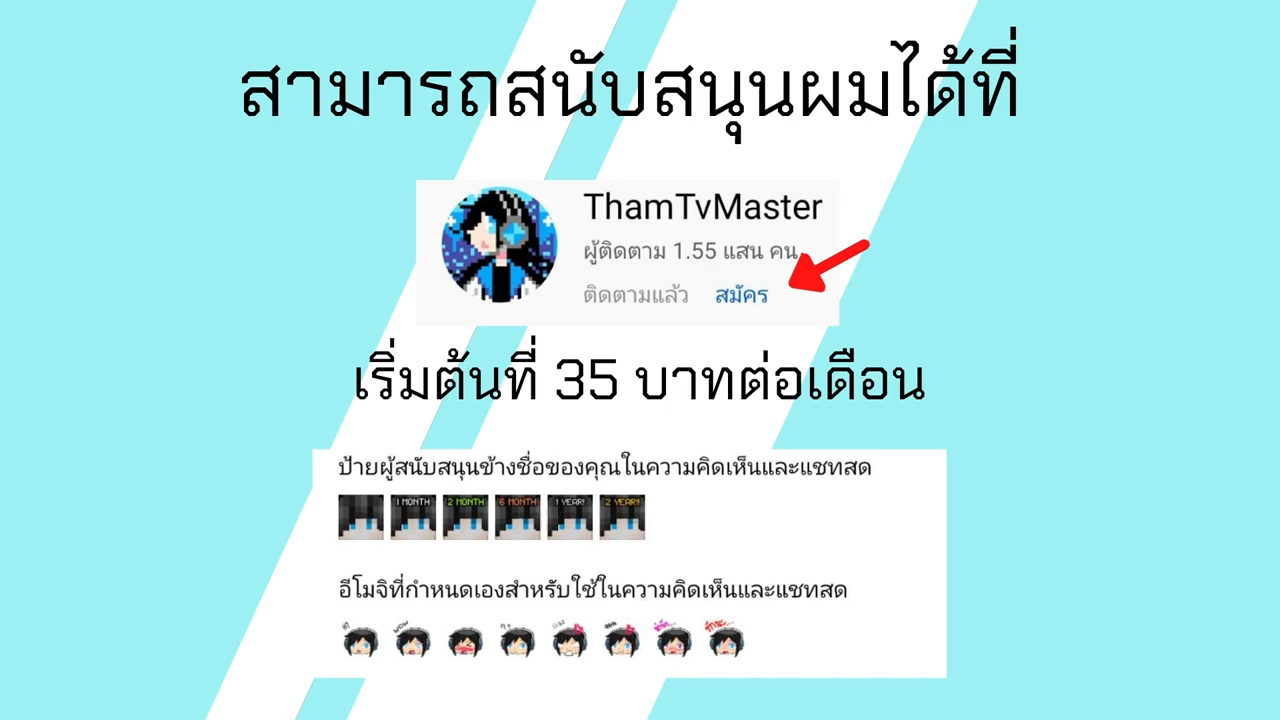 สามารถสนับสนุนผมได้ที่
ThamTvMaster
ผู้ติดตาม 1.55 แสน คน
ติดตามแล้ว สมัคร
เริ่มต้นที่ 35 บาทต่อเดือน
ป้ายผู้สนับสนุนข้างชื่อของคุณในความคิดเห็นและแชทสด
1 MONTH 2 MONTH 6 MONTH 1 YEAR! 2 YEAR!!
อีโมจิที่กำหนดเองสำหรับใช้ในความคิดเห็นและแชทสด